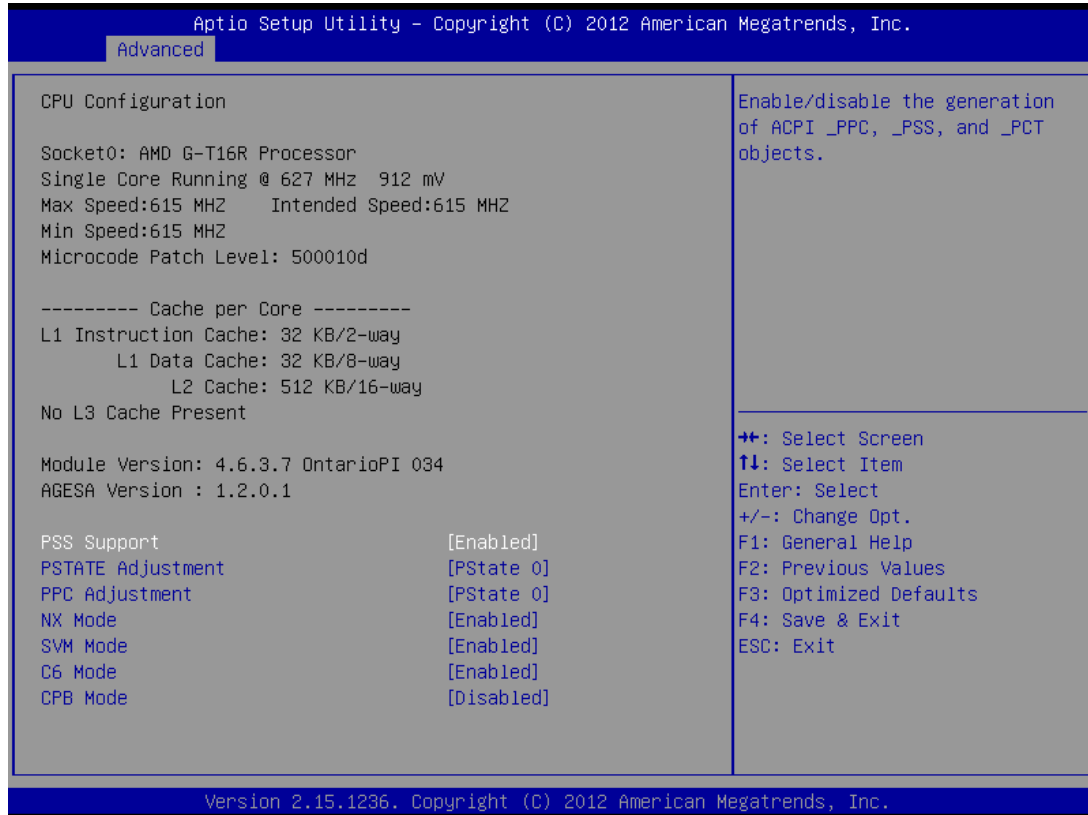 Aptio Setup Utility – Copyright (C) 2012 American Megatrends, Inc.
Advanced
CPU Configuration
Socket0: AMD G-T16R Processor
Single Core Running @ 627 MHz 912 mV
Max Speed:615 MHZ Intended Speed:615 MHZ
Min Speed:615 MHZ
Microcode Patch Level: 500010d
--------- Cache per Core ---------
L1 Instruction Cache: 32 KB/2-way
L1 Data Cache: 32 KB/8-way
L2 Cache: 512 KB/16-way
No L3 Cache Present
Module Version: 4.6.3.7 OntarioPI 034
AGESA Version : 1.2.0.1
PSS Support [Enabled]
PSTATE Adjustment [PState 0]
PPC Adjustment [PState 0]
NX Mode [Enabled]
SVM Mode [Enabled]
C6 Mode [Enabled]
CPB Mode [Disabled]
Enable/disable the generation
of ACPI _PPC, _PSS, and _PCT
objects.
→←: Select Screen
↑↓: Select Item
Enter: Select
+/-: Change Opt.
F1: General Help
F2: Previous Values
F3: Optimized Defaults
F4: Save & Exit
ESC: Exit
Version 2.15.1236. Copyright (C) 2012 American Megatrends, Inc.